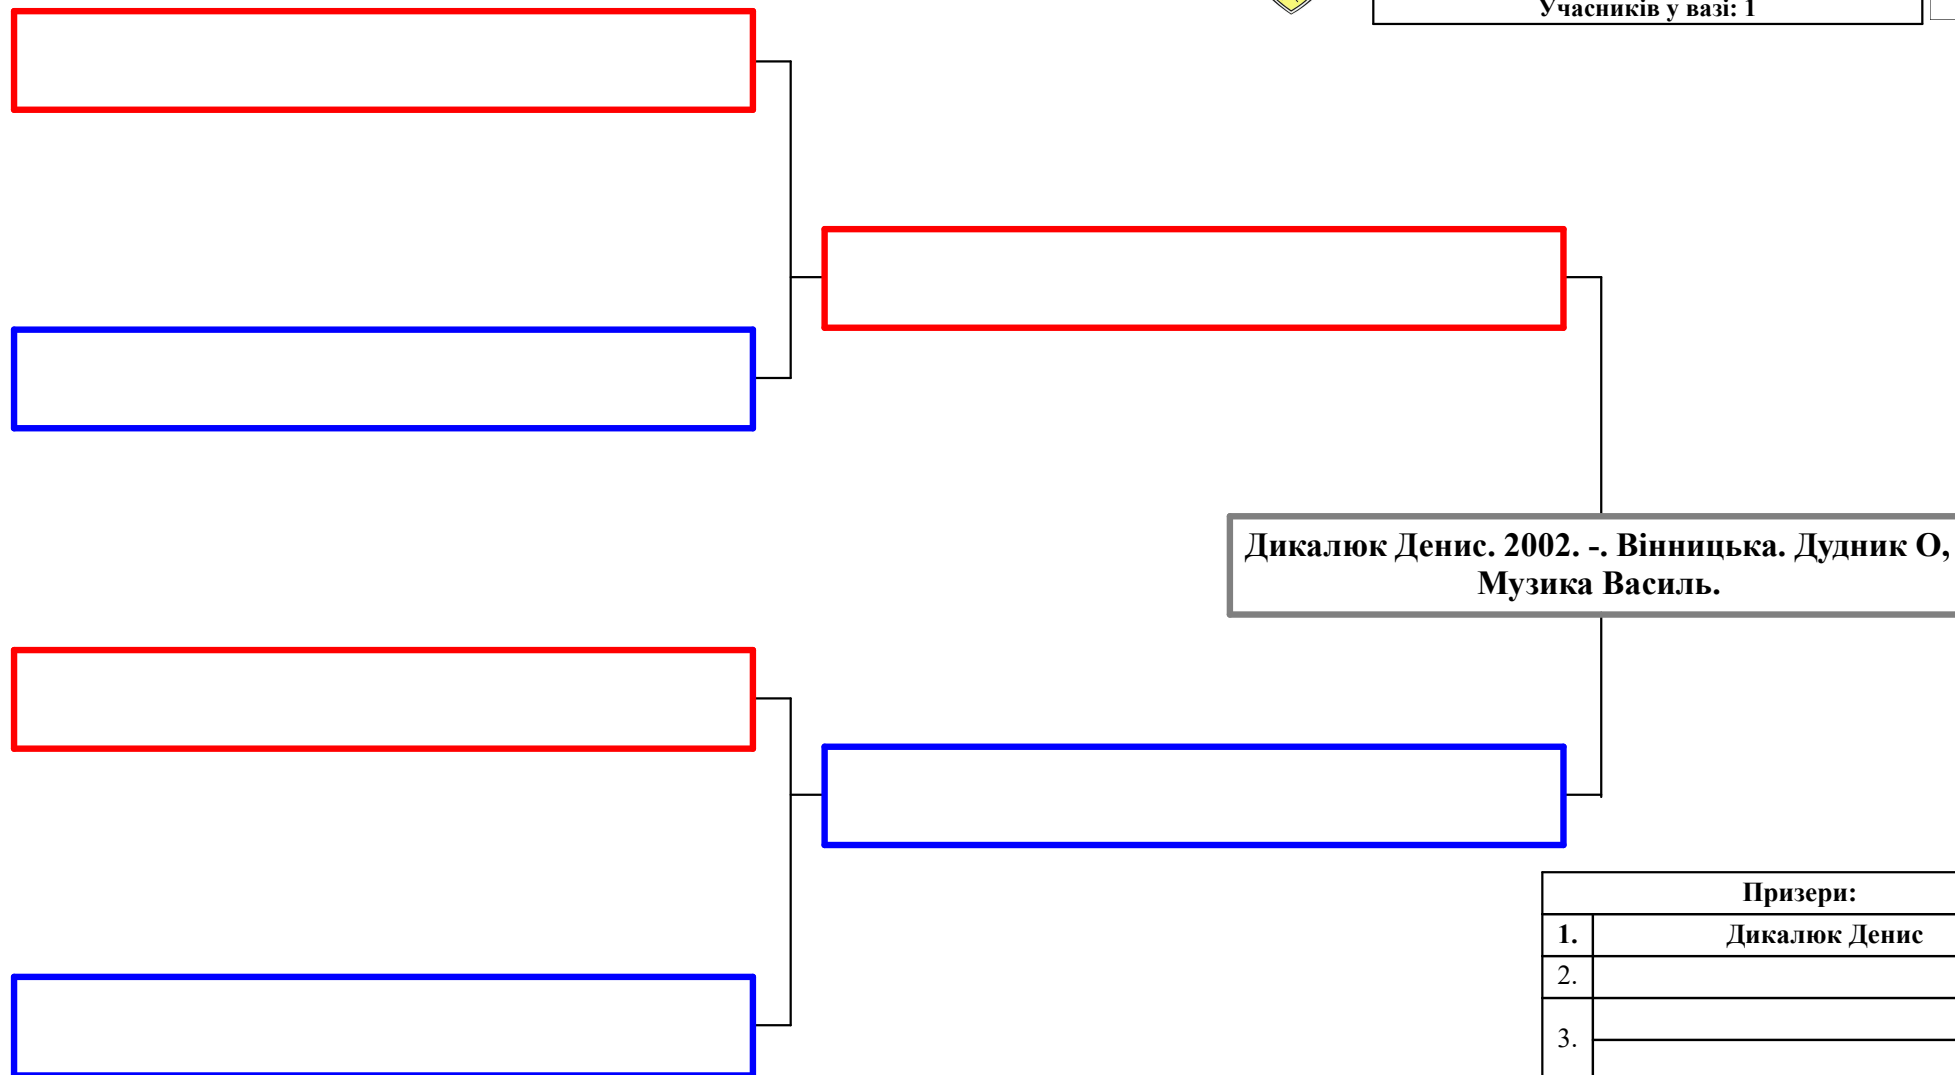 Учасників у вазі: 1
Дикалюк Денис. 2002. -. Вінницька. Дудник О,
Музика Василь.
Призери:
1. Дикалюк Денис
2.
3.